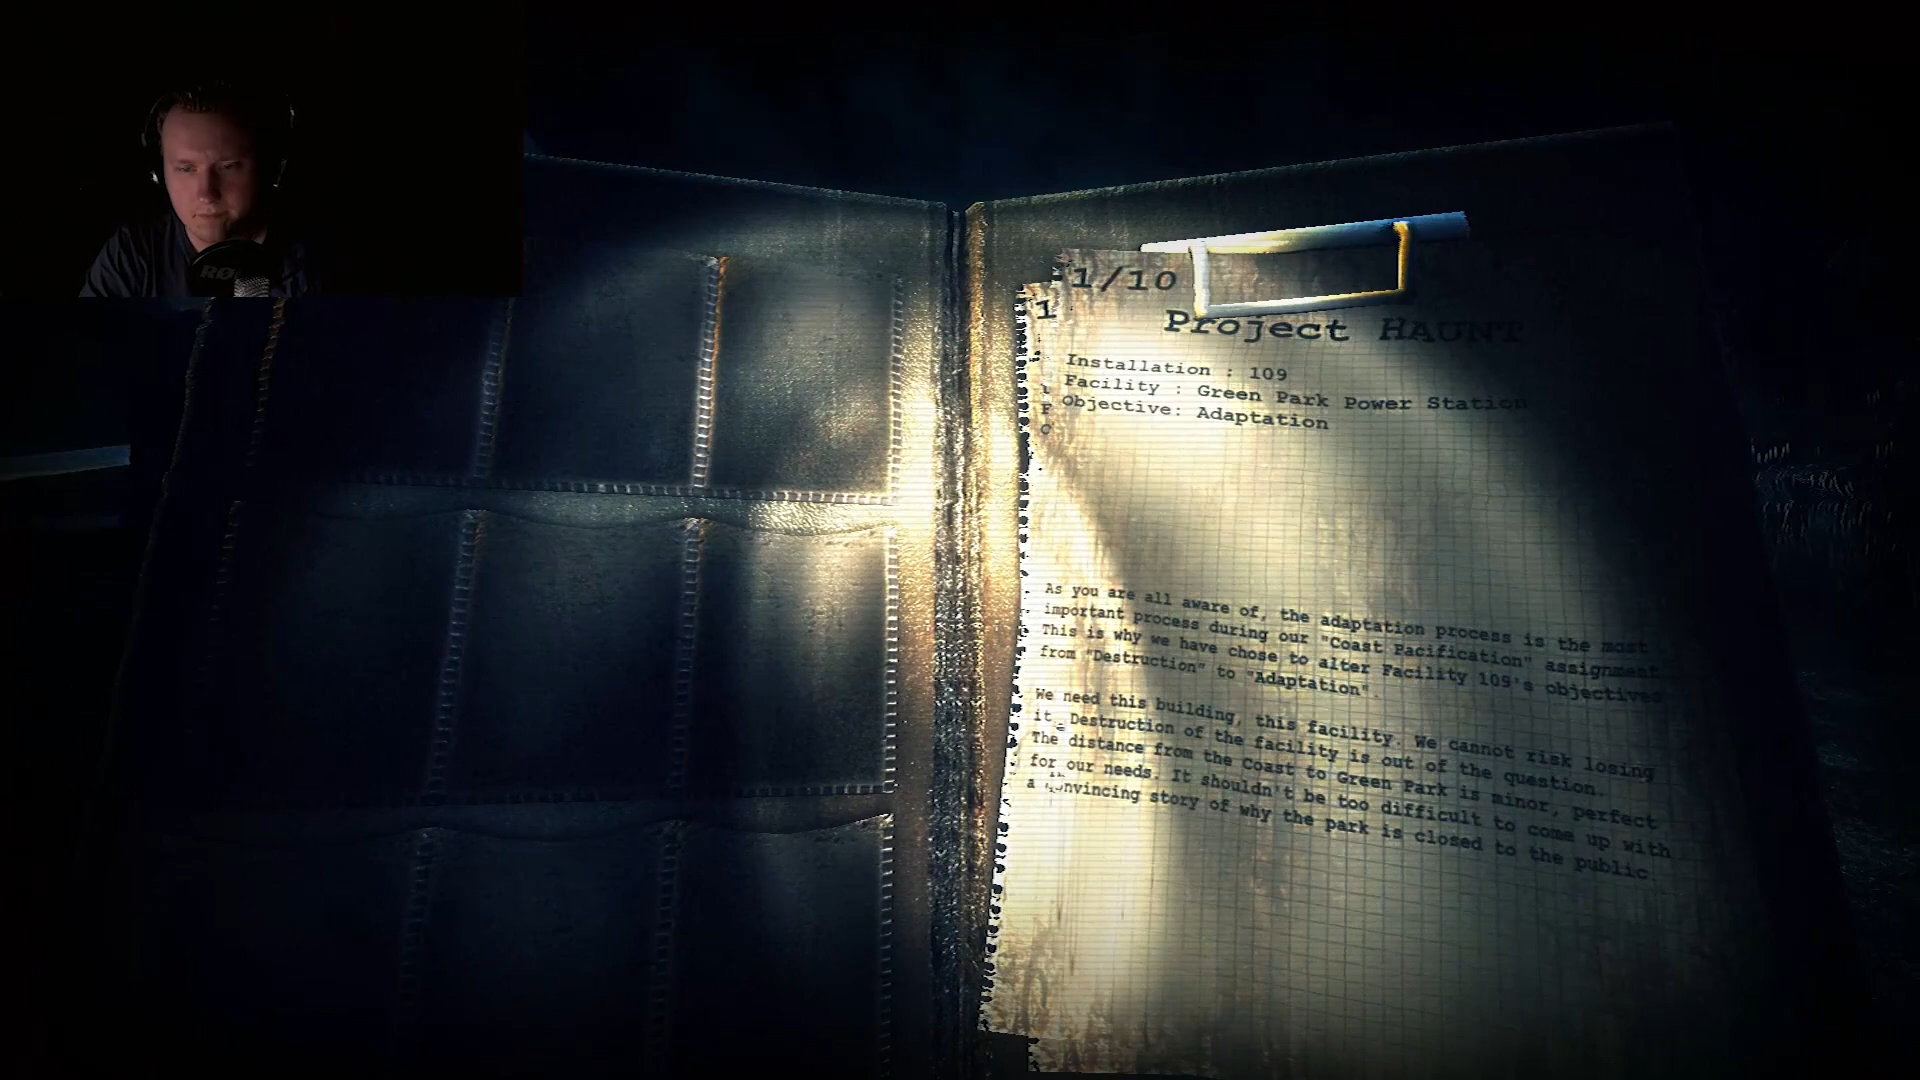 RØ
1/10
1
Project HAUNT
Installation : 109
Facility : Green Park Power Station
Objective: Adaptation
F
O
As you are all aware of, the adaptation process is the most
important process during our "Coast Pacification" assignment
This is why we have chose to alter Facility 109's objectives
from "Destruction" to "Adaptation".
We need this building, this facility. We cannot risk losing
it. Destruction of the facility is out of the question.
The distance from the Coast to Green Park is minor, perfect
for our needs. It shouldn't be too difficult to come up with
a convincing story of why the park is closed to the public.